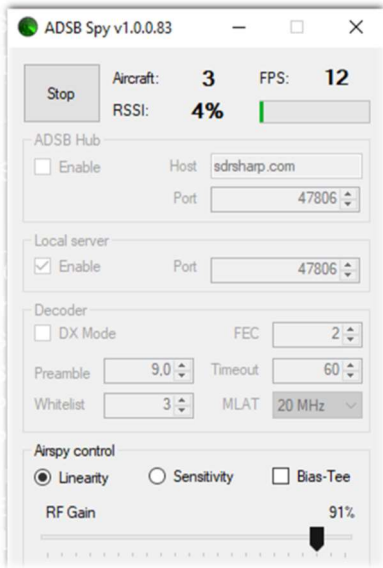 ADSB Spy v1.0.0.83
Stop
Aircraft: 3 FPS: 12
RSSI: 4%
ADSB Hub
Enable Host sdrsharp.com
Port 47806
Local server
Enable Port 47806
Decoder
DX Mode FEC 2
Preamble 9,0 Timeout 60
Whitelist 3 MLAT 20 MHz
Airspy control
Linearity Sensitivity Bias-Tee
RF Gain 91%